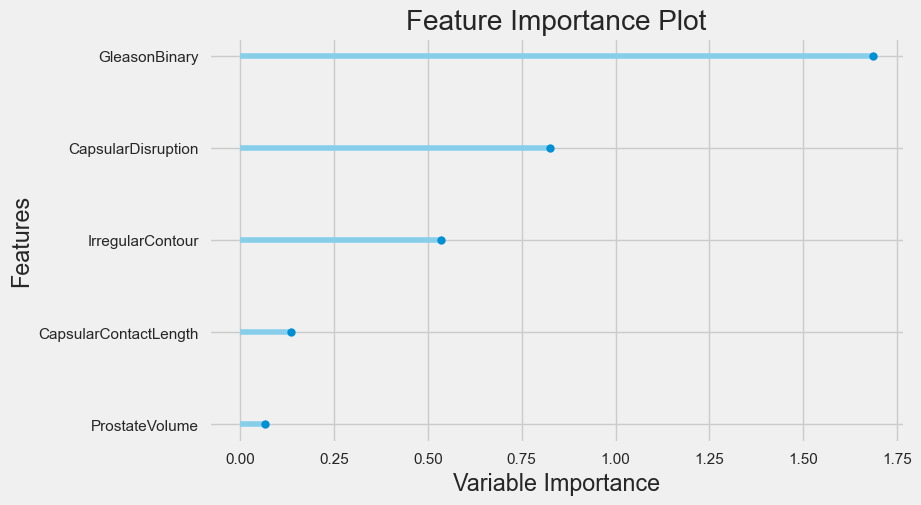 Feature Importance Plot
GleasonBinary
CapsularDisruption
IrregularContour
CapsularContactLength
ProstateVolume
Features
0.00 0.25 0.50 0.75 1.00 1.25 1.50 1.75
Variable Importance